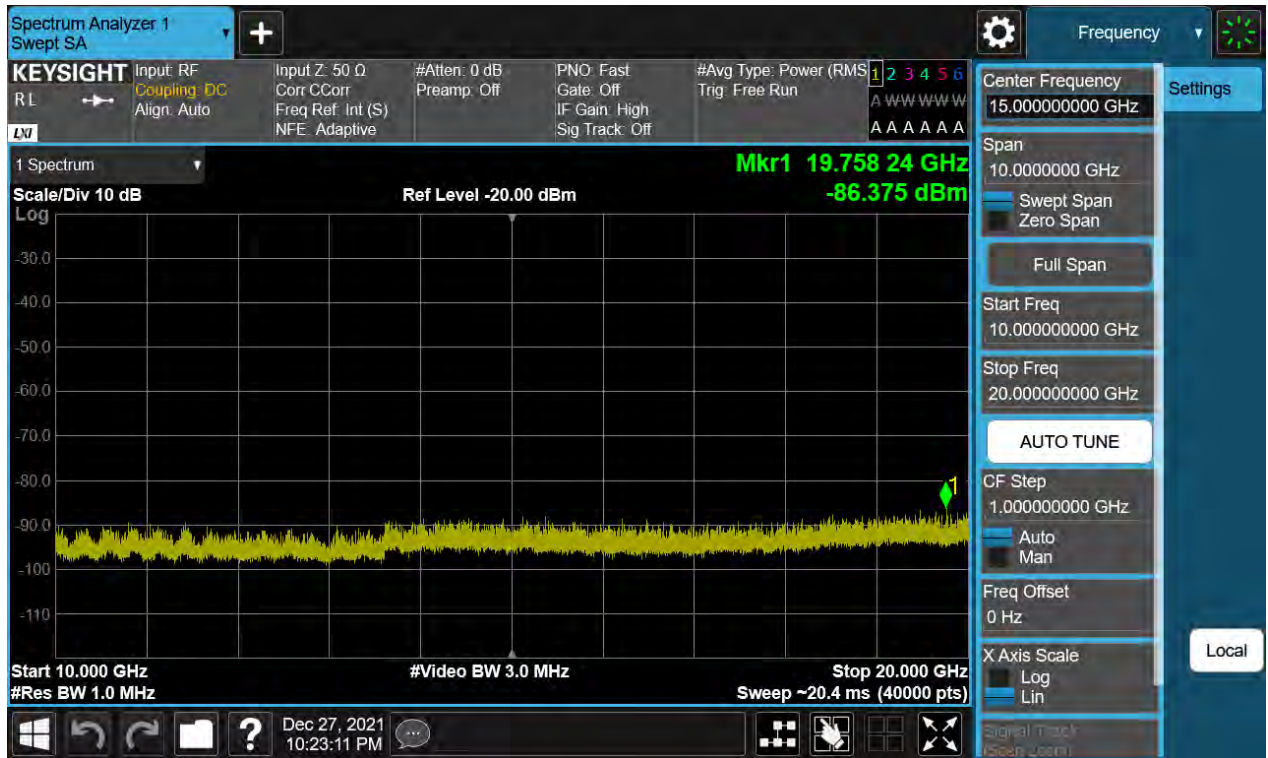 Spectrum Analyzer 1
Swept SA
+
Frequency
KEYSIGHT
RL
LXI
Input: RF
Coupling: DC
Align: Auto
Input Z: 50 Ω
Corr CCorr
Freq Ref: Int (S)
NFE: Adaptive
#Atten: 0 dB
Preamp: Off
PNO: Fast
Gate: Off
IF Gain: High
Sig Track: Off
#Avg Type: Power (RMS
Trig: Free Run
1 2 3 4 5 6
A W W W W W
A A A A A A
1 Spectrum
Scale/Div 10 dB
Ref Level -20.00 dBm
Mkr1 19.758 24 GHz
-86.375 dBm
Log
-30.0
-40.0
-50.0
-60.0
-70.0
-80.0
-90.0
-100
-110
1
Start 10.000 GHz
#Video BW 3.0 MHz
Stop 20.000 GHz
#Res BW 1.0 MHz
Sweep ~20.4 ms (40000 pts)
Center Frequency
15.000000000 GHz
Settings
Span
10.0000000 GHz
Swept Span
Zero Span
Full Span
Start Freq
10.000000000 GHz
Stop Freq
20.000000000 GHz
AUTO TUNE
CF Step
1.000000000 GHz
Auto
Man
Freq Offset
0 Hz
X Axis Scale
Log
Lin
Local
Signal Track
(Span Zoom)
?
Dec 27, 2021
10:23:11 PM